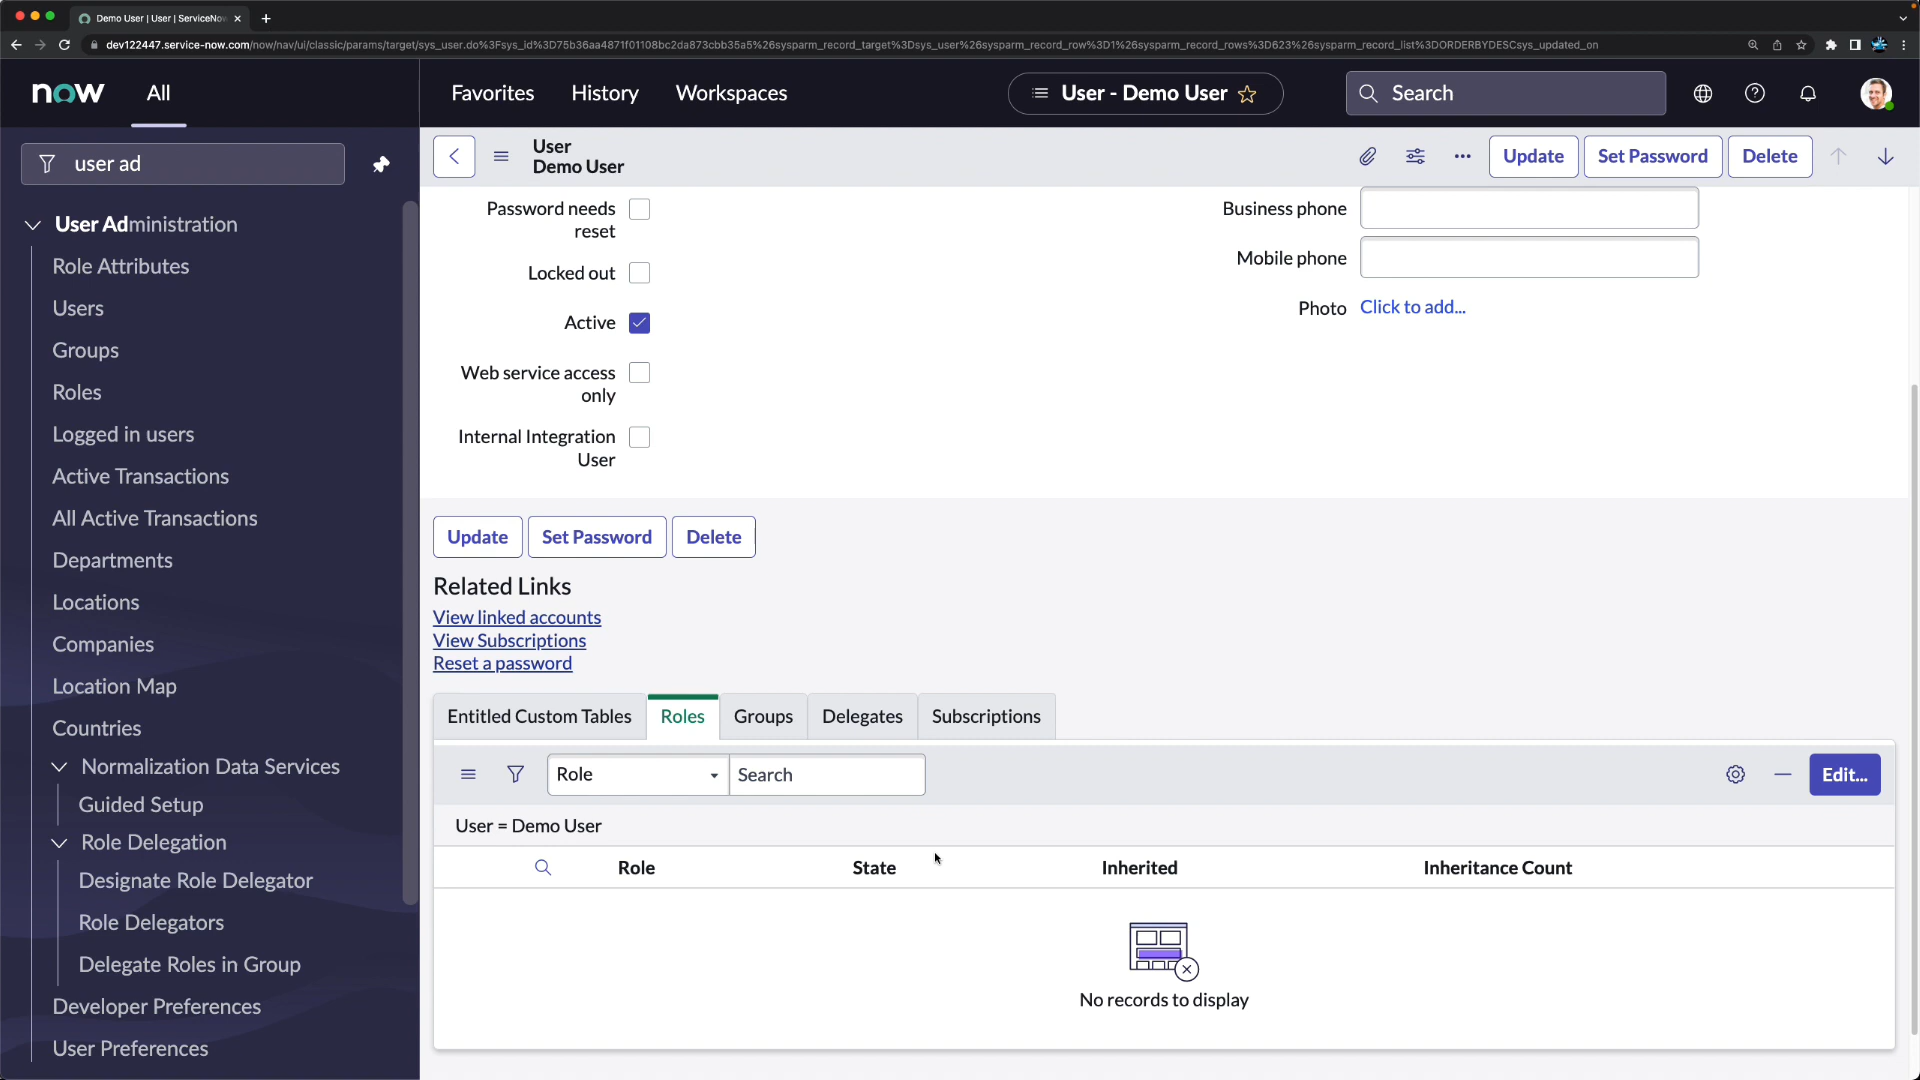 Demo User | User | ServiceNow
dev122447.service-now.com/now/nav/ui/classic/params/target/sys_user.do%3Fsys_id%3D75b36aa4871f01108bc2da873cbb35a5%26sysparm_record_target%3Dsys_user%26sysparm_record_row%3D1%26sysparm_record_rows%3D623%26sysparm_record_list%3DORDERBYDESCsys_updated_on
now
All
Favorites
History
Workspaces
User - Demo User
Search
user ad
User
Demo User
Update
Set Password
Delete
User Administration
Role Attributes
Users
Groups
Roles
Logged in users
Active Transactions
All Active Transactions
Departments
Locations
Companies
Location Map
Countries
Normalization Data Services
Guided Setup
Role Delegation
Designate Role Delegator
Role Delegators
Delegate Roles in Group
Developer Preferences
User Preferences
Password needs
reset
Locked out
Active
Web service access
only
Internal Integration
User
Business phone
Mobile phone
Photo
Click to add...
Update
Set Password
Delete
Related Links
View linked accounts
View Subscriptions
Reset a password
Entitled Custom Tables
Roles
Groups
Delegates
Subscriptions
Role
Search
Edit...
User = Demo User
Role
State
Inherited
Inheritance Count
No records to display